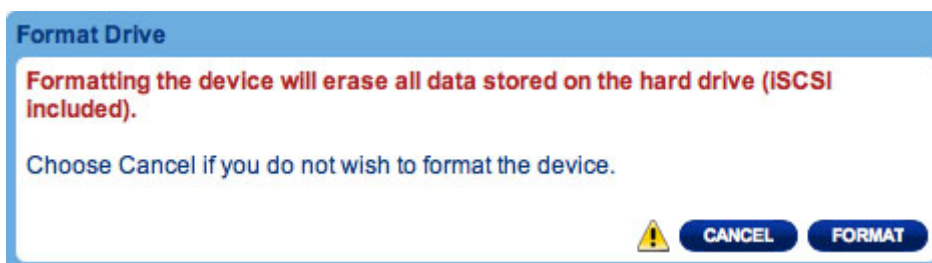 Format Drive
Formatting the device will erase all data stored on the hard drive (iSCSI
included).
Choose Cancel if you do not wish to format the device.
CANCEL FORMAT